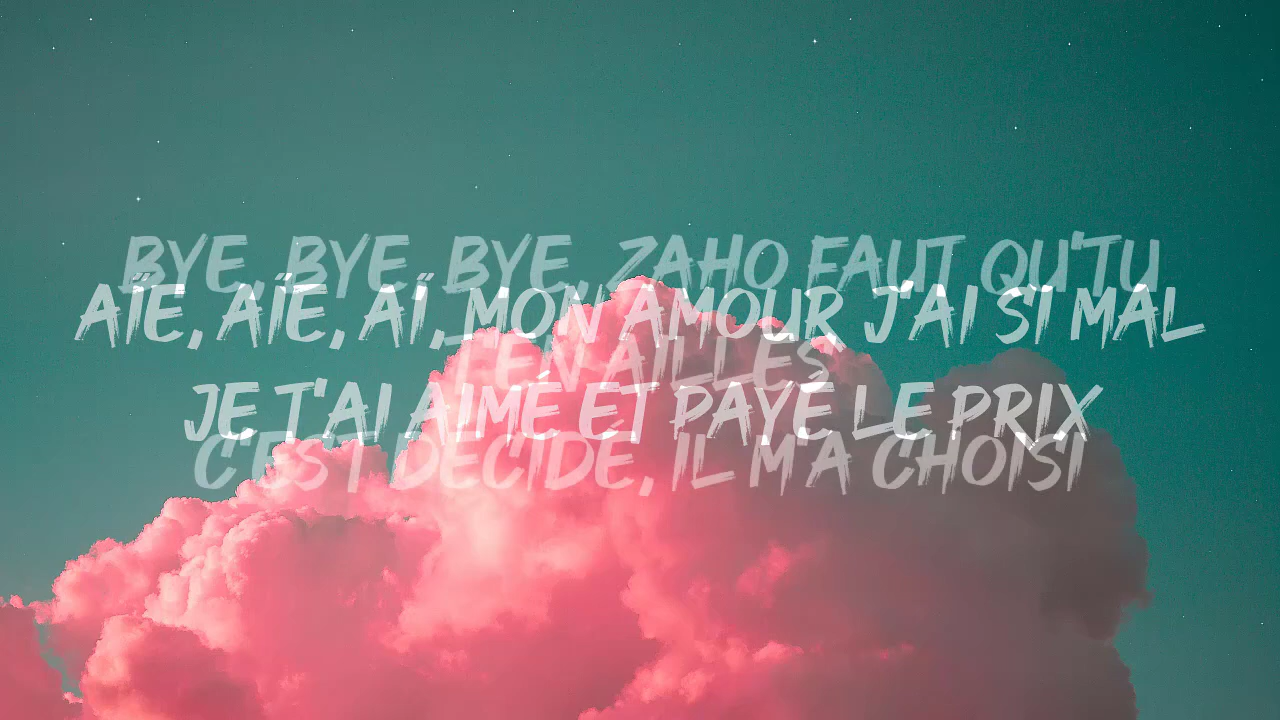 BYE, BYE, BYE, ZAHO FAUT QU'TU
AÏE, AÏE, AÏ, MON AMOUR J'AI SI MAL
T'EN AILLES
JE T'AI AIMÉ ET PAYÉ LE PRIX
C'EST DÉCIDÉ, IL M'A CHOISI